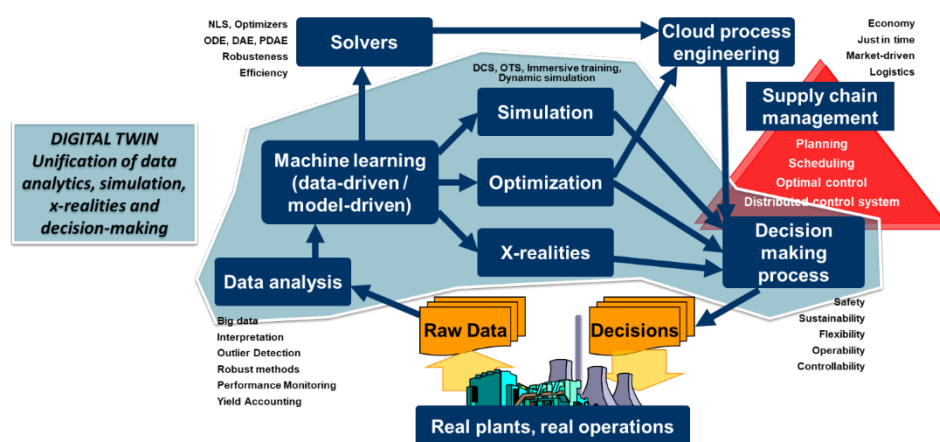 NLS, Optimizers
ODE, DAE, PDAE
Robusteness
Efficiency
Solvers
Cloud process
engineering
Economy
Just in time
Market-driven
Logistics
DCS, OTS, Immersive training,
Dynamic simulation
Supply chain
management
Planning
Scheduling
Optimal control
Distributed control system
DIGITAL TWIN
Unification of data
analytics, simulation,
x-realities and
decision-making
Machine learning
(data-driven /
model-driven)
Simulation
Optimization
X-realities
Decision
making
process
Data analysis
Big data
Interpretation
Outlier Detection
Robust methods
Performance Monitoring
Yield Accounting
Raw Data
Decisions
Safety
Sustainability
Flexibility
Operability
Controllability
Real plants, real operations